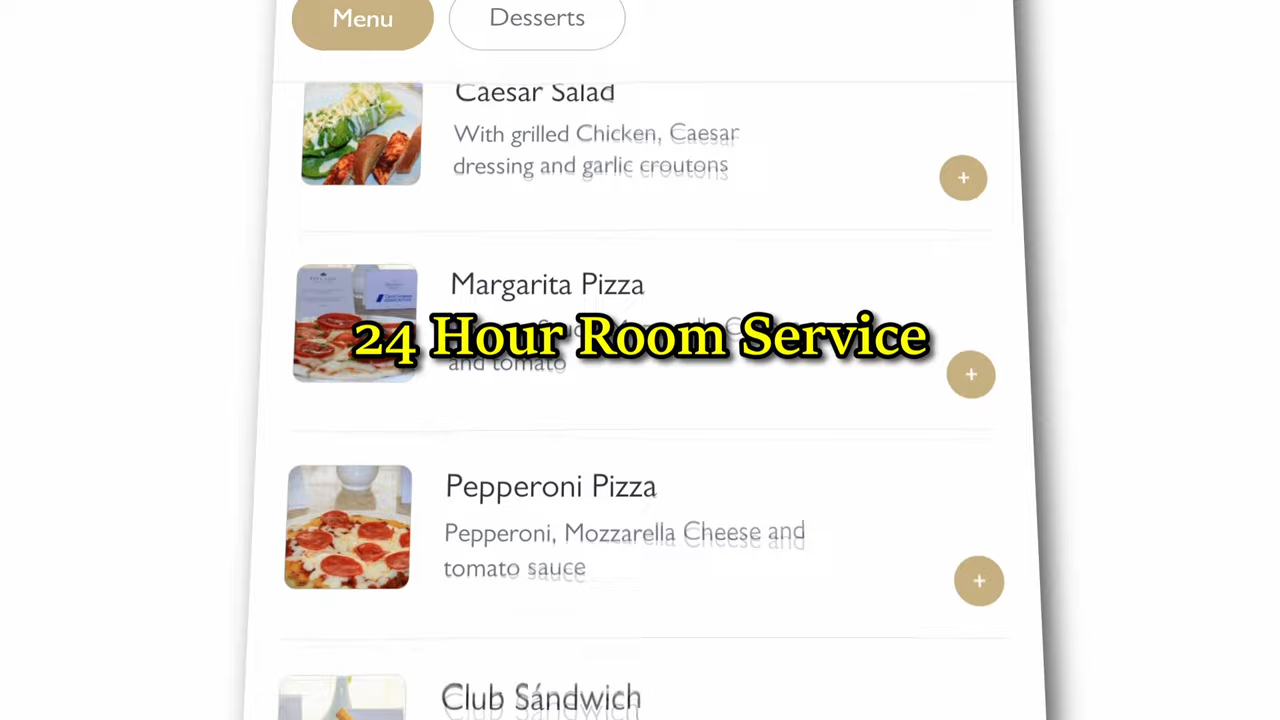 Menu
Desserts
Caesar Salad
With grilled Chicken, Caesar
dressing and garlic croutons
+
Margarita Pizza
24 Hour Room Service
and tomato
+
Pepperoni Pizza
Pepperoni, Mozzarella Cheese and
tomato sauce
+
Club Sándwich